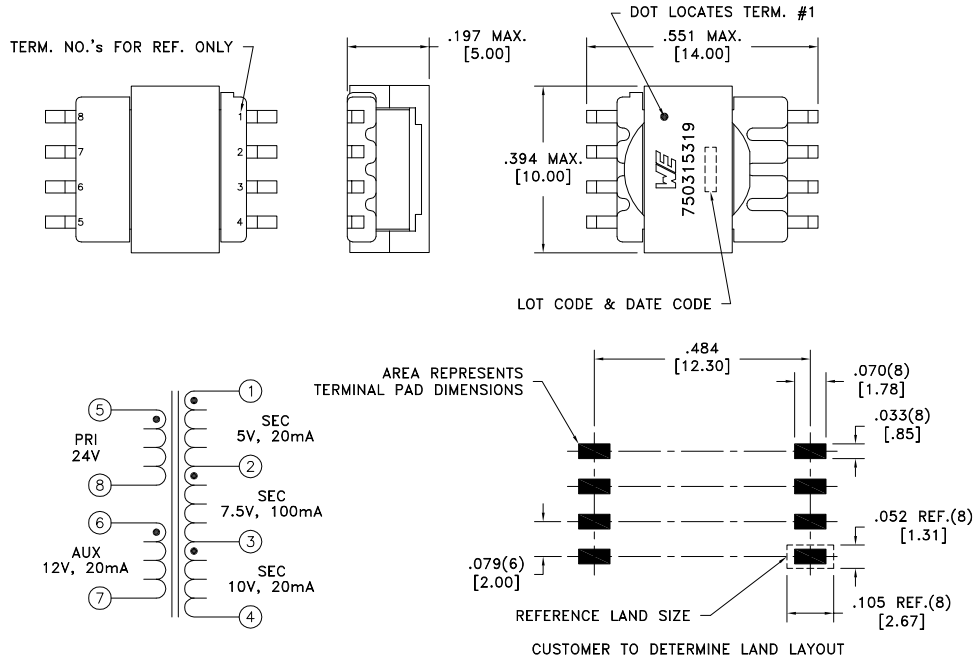 DOT LOCATES TERM. #1
TERM. NO.'s FOR REF. ONLY
.197 MAX.
[5.00]
.551 MAX.
[14.00]
8
7
6
5
1
2
3
4
.394 MAX.
[10.00]
WE
750315319
LOT CODE & DATE CODE
5
PRI
24V
8
6
AUX
12V, 20mA
7
1
SEC
5V, 20mA
2
SEC
7.5V, 100mA
3
SEC
10V, 20mA
4
.484
[12.30]
AREA REPRESENTS
TERMINAL PAD DIMENSIONS
.070(8)
[1.78]
.033(8)
[.85]
.052 REF.(8)
[1.31]
.079(6)
[2.00]
.105 REF.(8)
[2.67]
REFERENCE LAND SIZE
CUSTOMER TO DETERMINE LAND LAYOUT